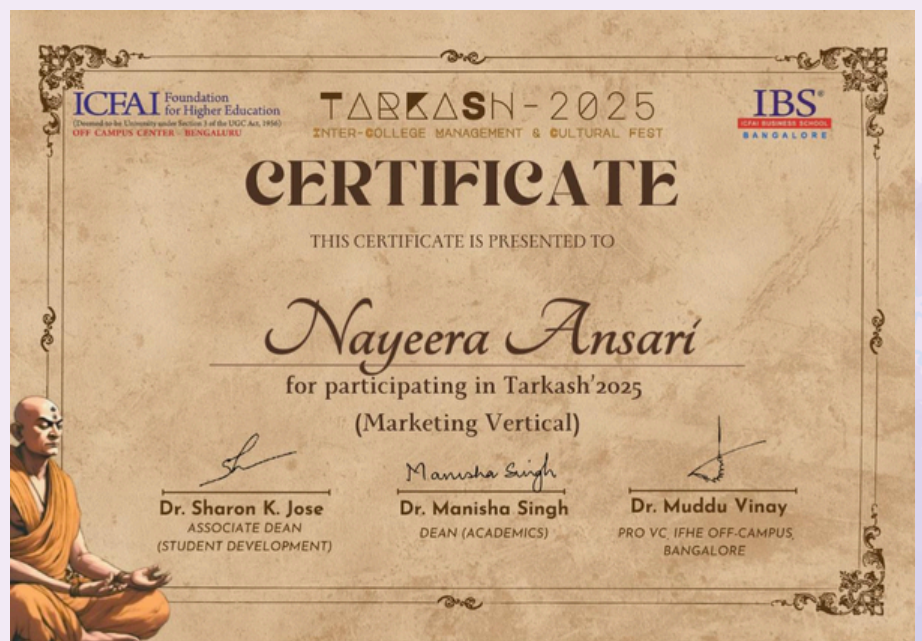 ICFAI Foundation
for Higher Education
(Deemed-to-be University under Section 3 of the UGC Act, 1956)
OFF CAMPUS CENTER - BENGALURU
TARKASH-2025
INTER-COLLEGE MANAGEMENT & CULTURAL FEST
IBS®
ICFAI BUSINESS SCHOOL
BANGALORE
CERTIFICATE
THIS CERTIFICATE IS PRESENTED TO
Nayeera Ansari
for participating in Tarkash'2025
(Marketing Vertical)
Manisha Singh
Dr. Sharon K. Jose
ASSOCIATE DEAN
(STUDENT DEVELOPMENT)
Dr. Manisha Singh
DEAN (ACADEMICS)
Dr. Muddu Vinay
PRO VC, IFHE OFF-CAMPUS,
BANGALORE